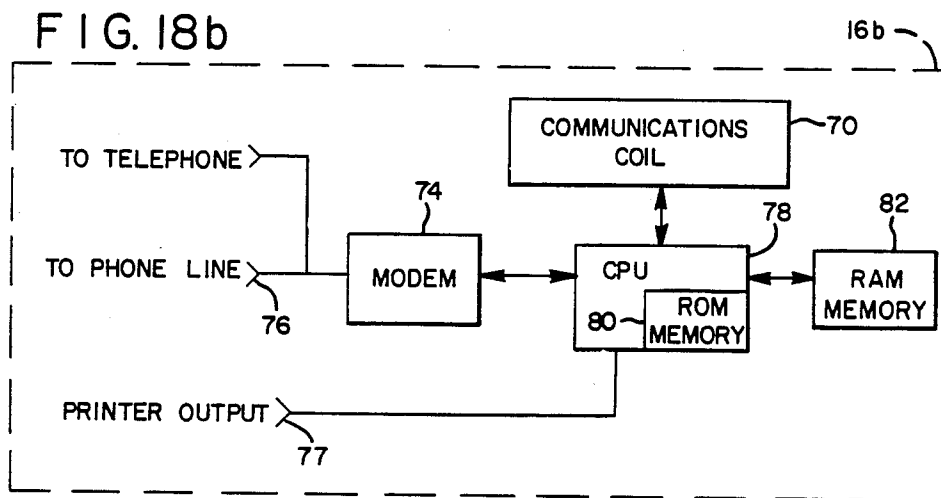 FIG. 18b
16b
TO TELEPHONE
COMMUNICATIONS
COIL
70
74
78
82
TO PHONE LINE
76
MODEM
CPU
80
ROM
MEMORY
RAM
MEMORY
PRINTER OUTPUT
77